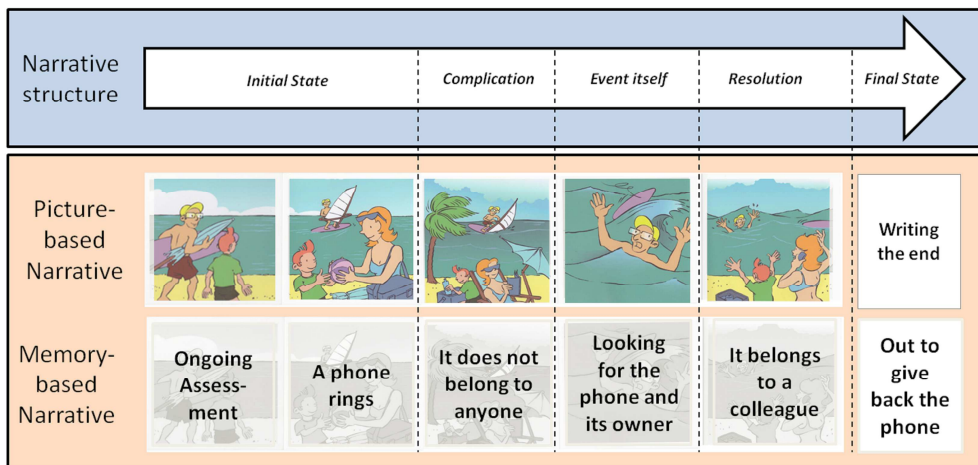 Narrative
structure
Initial State
Complication
Event itself
Resolution
Final State
Picture-
based
Narrative
Writing
the end
Memory-
based
Narrative
Ongoing
Assess-
ment
A phone
rings
It does not
belong to
anyone
Looking
for the
phone and
its owner
It belongs
to a
colleague
Out to
give
back the
phone